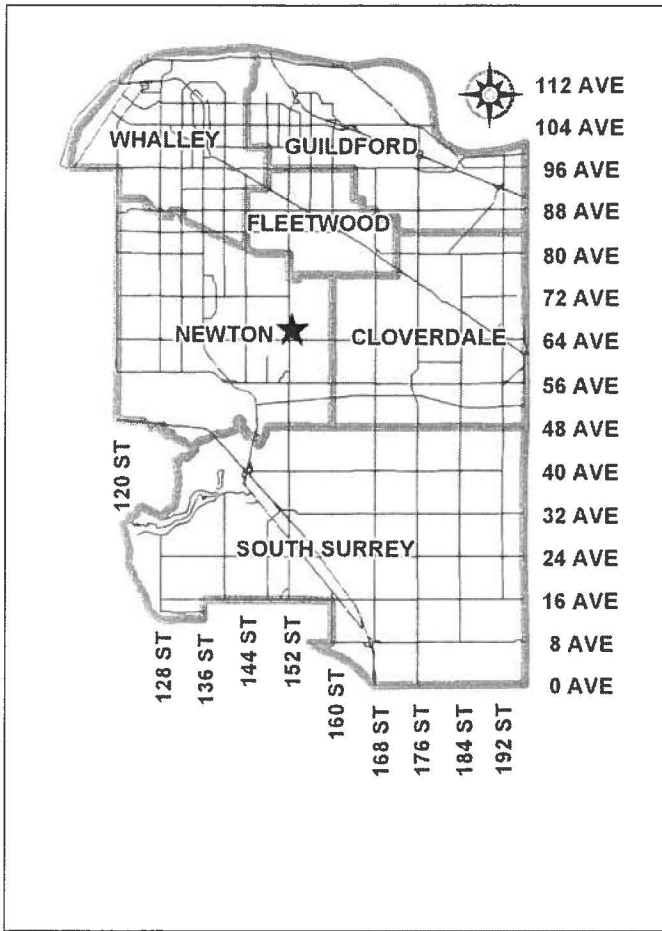 112 AVE
104 AVE
WHALLEY
GUILDFORD
96 AVE
88 AVE
FLEETWOOD
80 AVE
72 AVE
NEWTON
CLOVERDALE
64 AVE
56 AVE
48 AVE
120 ST
40 AVE
32 AVE
SOUTH SURREY
24 AVE
16 AVE
8 AVE
0 AVE
128 ST
136 ST
144 ST
152 ST
160 ST
168 ST
176 ST
184 ST
192 ST